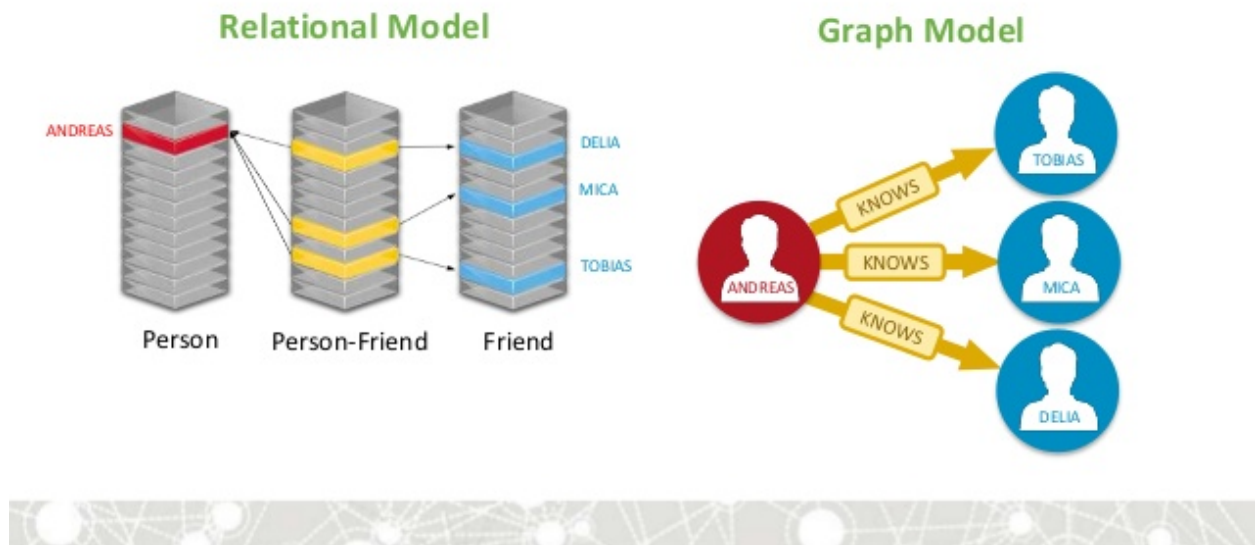 Relational Model
ANDREAS
DELIA
MICA
TOBIAS
Person
Person-Friend
Friend
Graph Model
TOBIAS
KNOWS
ANDREAS
KNOWS
MICA
KNOWS
DELIA